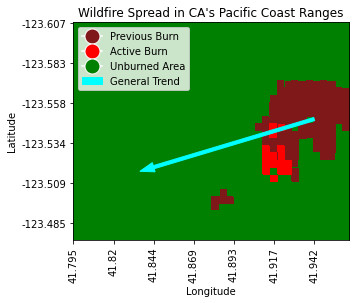 Wildfire Spread in CA's Pacific Coast Ranges
Previous Burn
Active Burn
Unburned Area
General Trend
-123.607
-123.583
-123.558
-123.534
-123.509
-123.485
Latitude
41.795
41.82
41.844
41.869
41.893
41.917
41.942
Longitude